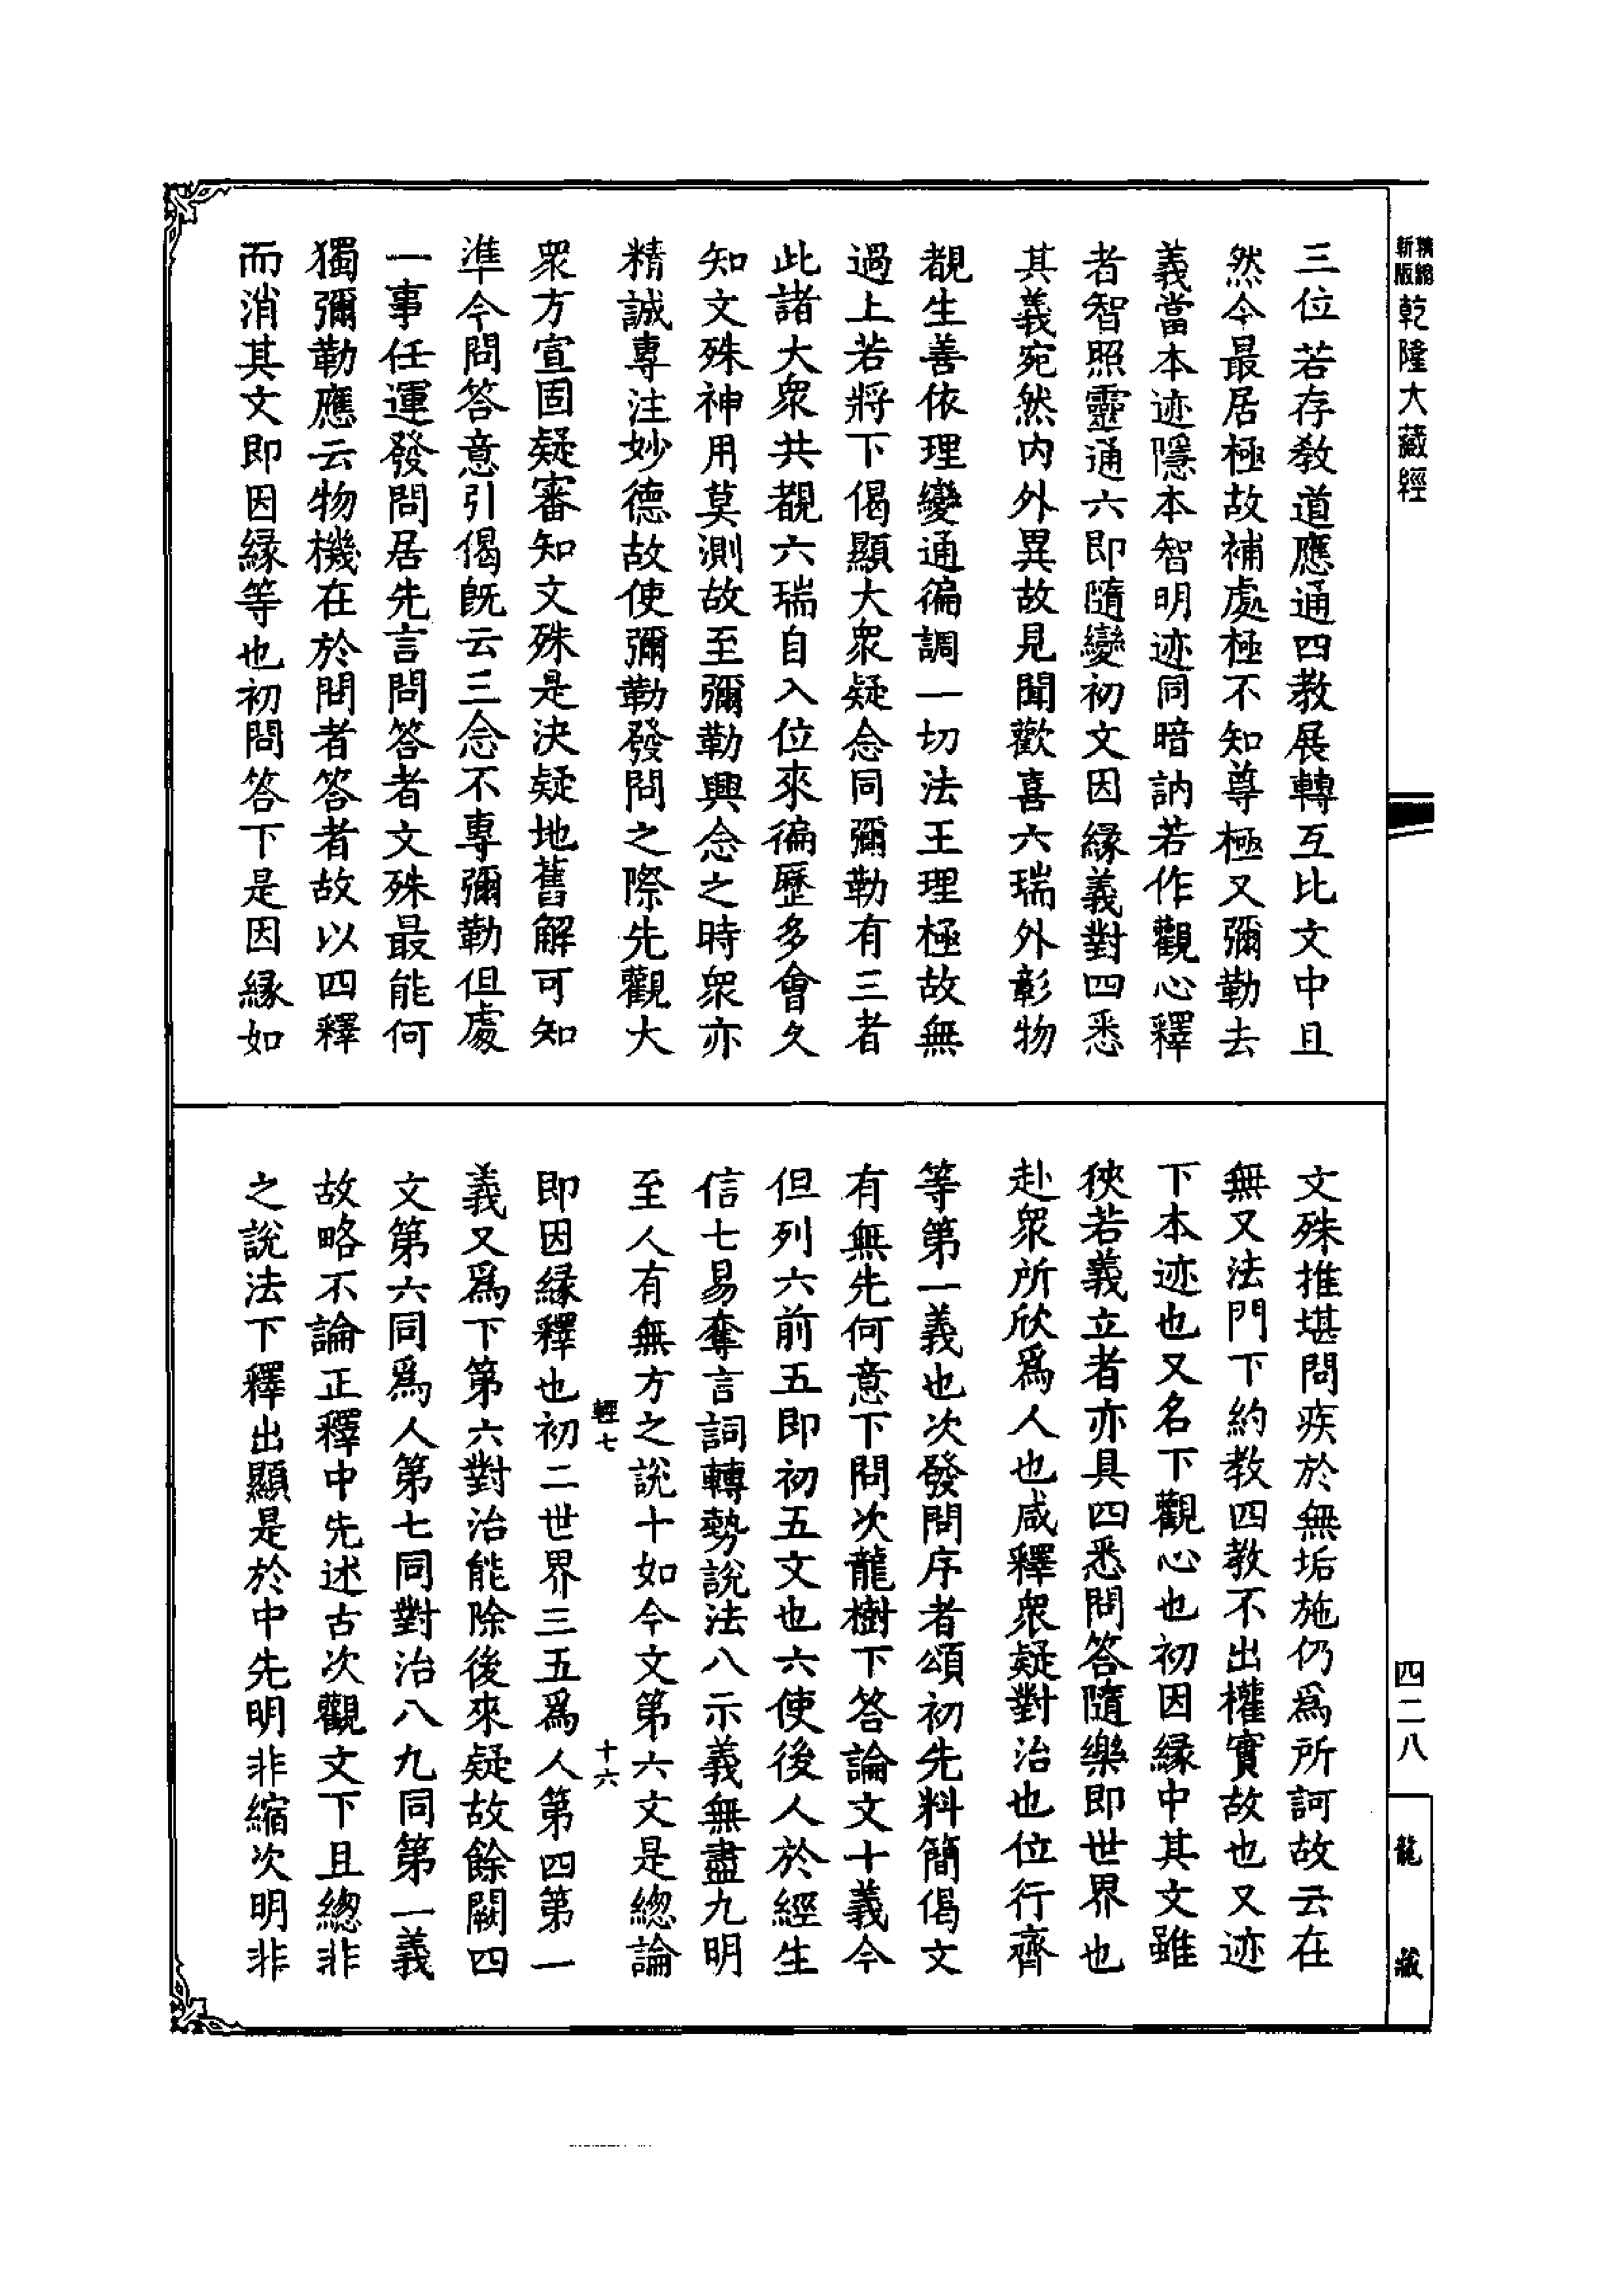 精縮新版乾隆大藏經
三位若存教道應通四教展轉互比文中且
然今最居極故補處極不知尊極又彌勒去
義當本迹隱本智明迹同暗訥若作觀心釋
者智照靈通六即隨變初文因緣義對四悉
其義宛然内外異故見聞歡喜六瑞外彰物
覩生善依理變通徧調一切法王理極故無
過上若將下偈顯大衆疑念同彌勒有三者
此諸大衆共覩六瑞自入位來徧歷多會久
知文殊神用莫測故至彌勒興念之時衆亦
精誠專注妙德故使彌勒發問之際先觀大
衆方宣固疑審知文殊是決疑地舊解可知
準今問答意引偈旣云三念不專彌勒但處
一事任運發問居先言問答者文殊最能何
獨彌勒應云物機在於問者答者故以四釋
而消其文即因緣等也初問答下是因緣如
文殊推堪問疾於無垢施仍爲所訶故云在
無又法門下約教四教不出權實故也又迹
下本迹也又名下觀心也初因緣中其文雖
狹若義立者亦具四悉問答隨樂即世界也
赴衆所欣爲人也咸釋衆疑對治也位行齊
等第一義也次發問序者頌初先料簡偈文
有無先何意下問次龍樹下答論文十義今
但列六前五即初五文也六使後人於經生
信七易奪言詞轉勢說法八示義無盡九明
至人有無方之說十如今文第六文是總論
輕七
十六
即因緣釋也初二世界三五爲人第四第一
義又爲下第六對治能除後來疑故餘闕四
文第六同爲人第七同對治八九同第一義
故略不論正釋中先述古次觀文下且總非
之說法下釋出顯是於中先明非縮次明非
四二八
龍藏